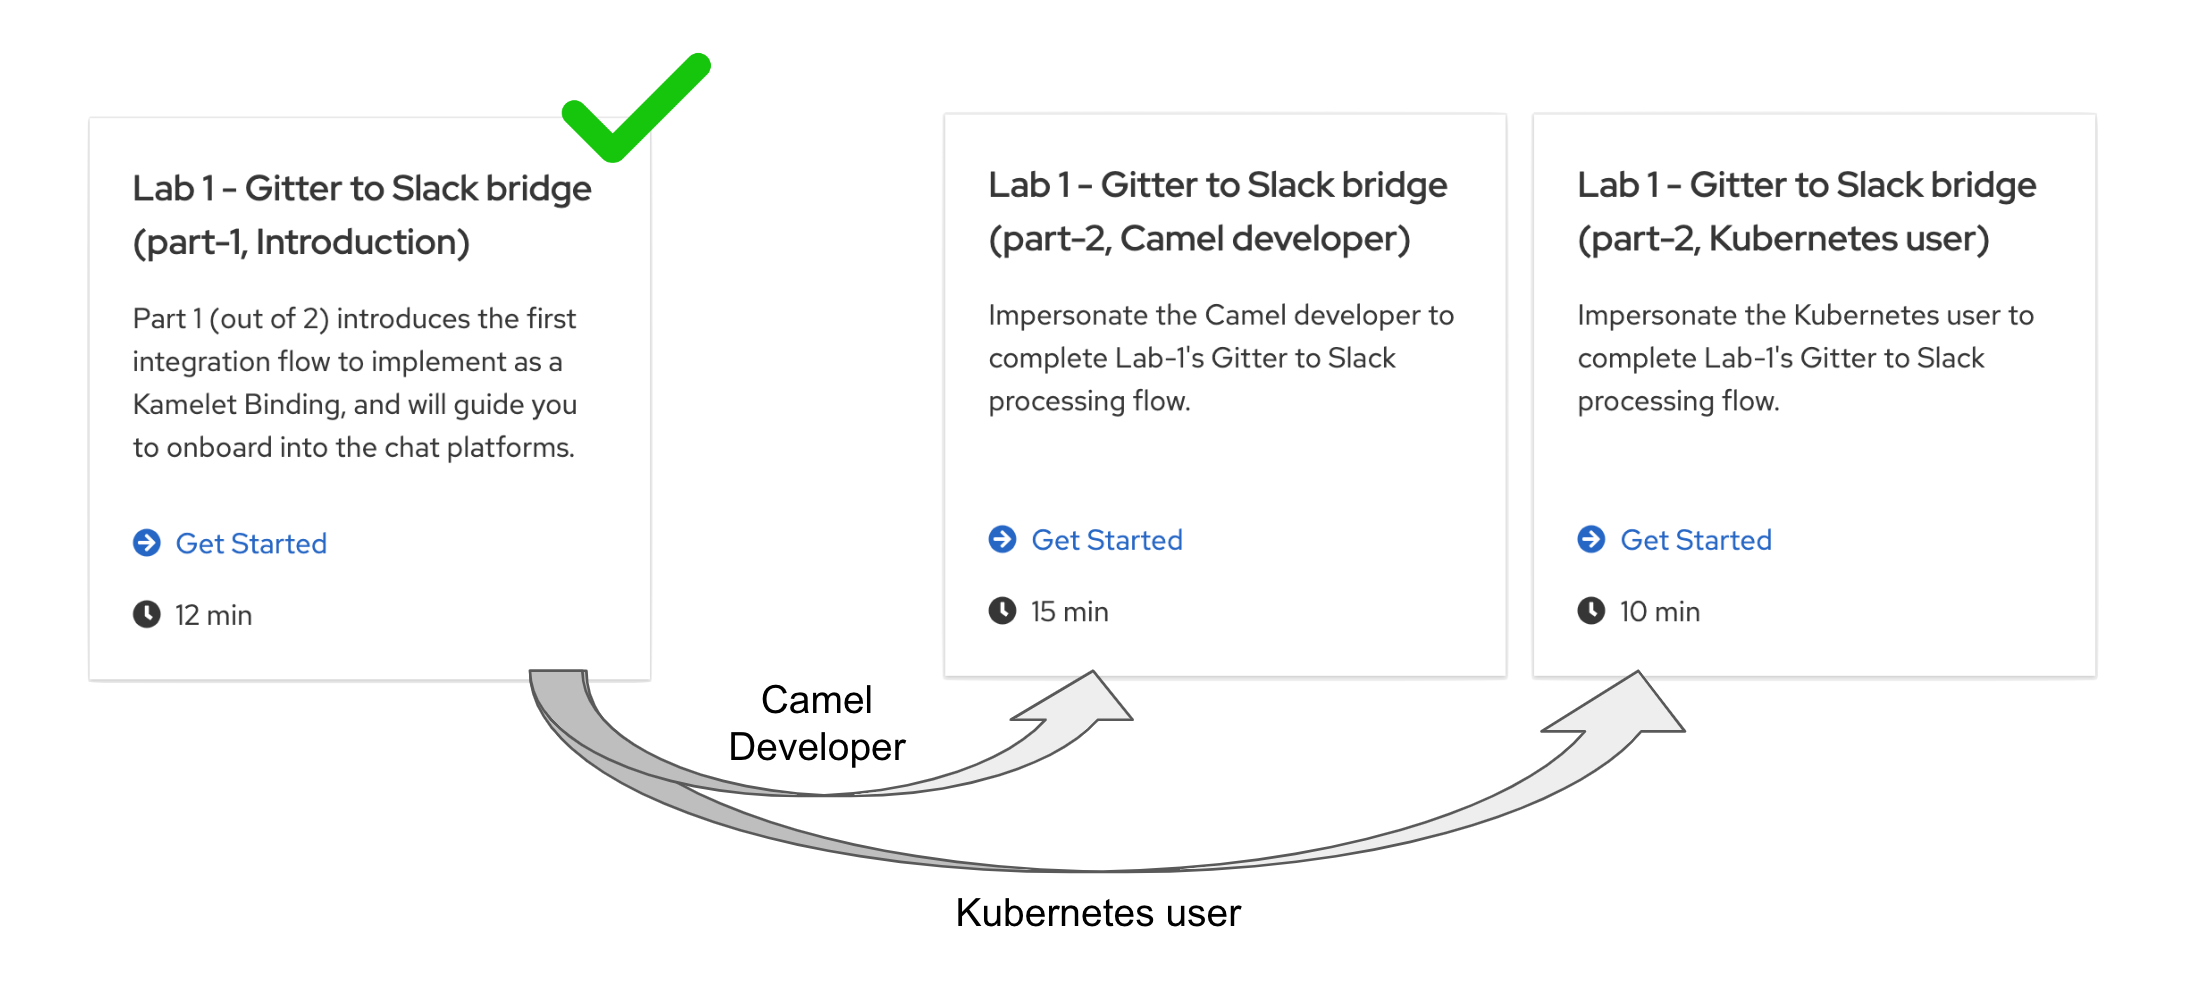 Lab 1 - Gitter to Slack bridge
(part-1, Introduction)
Part 1 (out of 2) introduces the first
integration flow to implement as a
Kamelet Binding, and will guide you
to onboard into the chat platforms.
Get Started
12 min
Lab 1 - Gitter to Slack bridge
(part-2, Camel developer)
Impersonate the Camel developer to
complete Lab-1's Gitter to Slack
processing flow.
Get Started
15 min
Lab 1 - Gitter to Slack bridge
(part-2, Kubernetes user)
Impersonate the Kubernetes user to
complete Lab-1's Gitter to Slack
processing flow.
Get Started
10 min
Camel
Developer
Kubernetes user